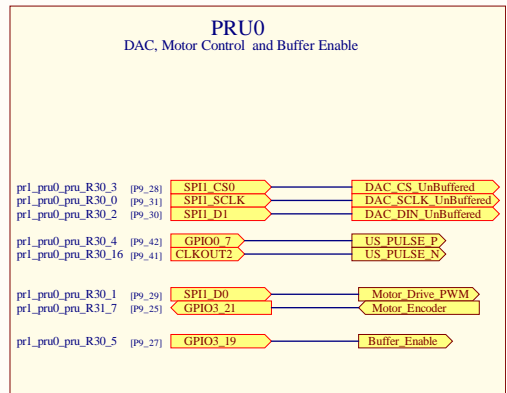 PRU0
DAC, Motor Control and Buffer Enable
pr1_pru0_pru_R30_3 [P9_28] SPI1_CS0 DAC_CS_UnBuffered
pr1_pru0_pru_R30_0 [P9_31] SPI1_SCLK DAC_SCLK_UnBuffered
pr1_pru0_pru_R30_2 [P9_30] SPI1_D1 DAC_DIN_UnBuffered
pr1_pru0_pru_R30_4 [P9_42] GPIO0_7 US_PULSE_P
pr1_pru0_pru_R30_16 [P9_41] CLKOUT2 US_PULSE_N
pr1_pru0_pru_R30_1 [P9_29] SPI1_D0 Motor_Drive_PWM
pr1_pru0_pru_R31_7 [P9_25] GPIO3_21 Motor_Encoder
pr1_pru0_pru_R30_5 [P9_27] GPIO3_19 Buffer_Enable